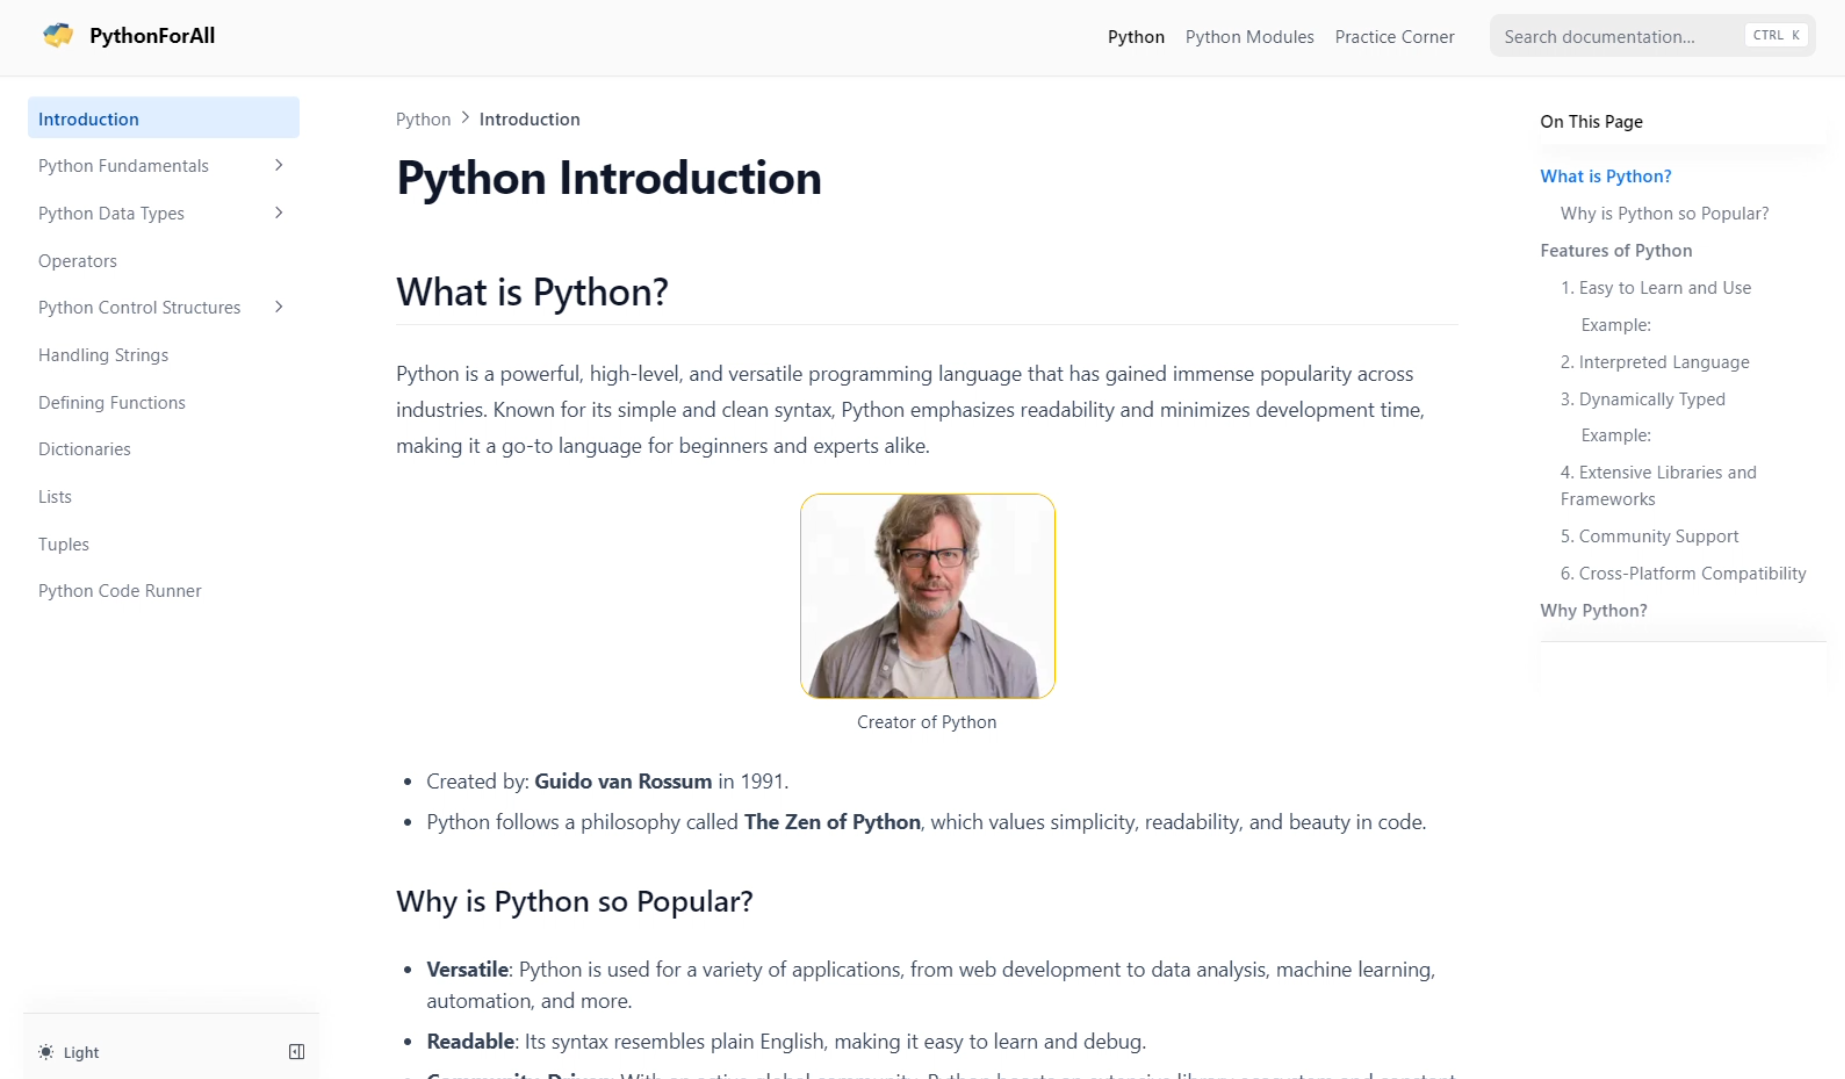 PythonForAll
Python
Python Modules
Practice Corner
Search documentation...
CTRL K
Introduction
Python Fundamentals
Python Data Types
Operators
Python Control Structures
Handling Strings
Defining Functions
Dictionaries
Lists
Tuples
Python Code Runner
Light
Python > Introduction
Python Introduction
What is Python?
Python is a powerful, high-level, and versatile programming language that has gained immense popularity across
industries. Known for its simple and clean syntax, Python emphasizes readability and minimizes development time,
making it a go-to language for beginners and experts alike.
Creator of Python
• Created by: Guido van Rossum in 1991.
• Python follows a philosophy called The Zen of Python, which values simplicity, readability, and beauty in code.
Why is Python so Popular?
• Versatile: Python is used for a variety of applications, from web development to data analysis, machine learning,
automation, and more.
• Readable: Its syntax resembles plain English, making it easy to learn and debug.
On This Page
What is Python?
Why is Python so Popular?
Features of Python
1. Easy to Learn and Use
Example:
2. Interpreted Language
3. Dynamically Typed
Example:
4. Extensive Libraries and
Frameworks
5. Community Support
6. Cross-Platform Compatibility
Why Python?